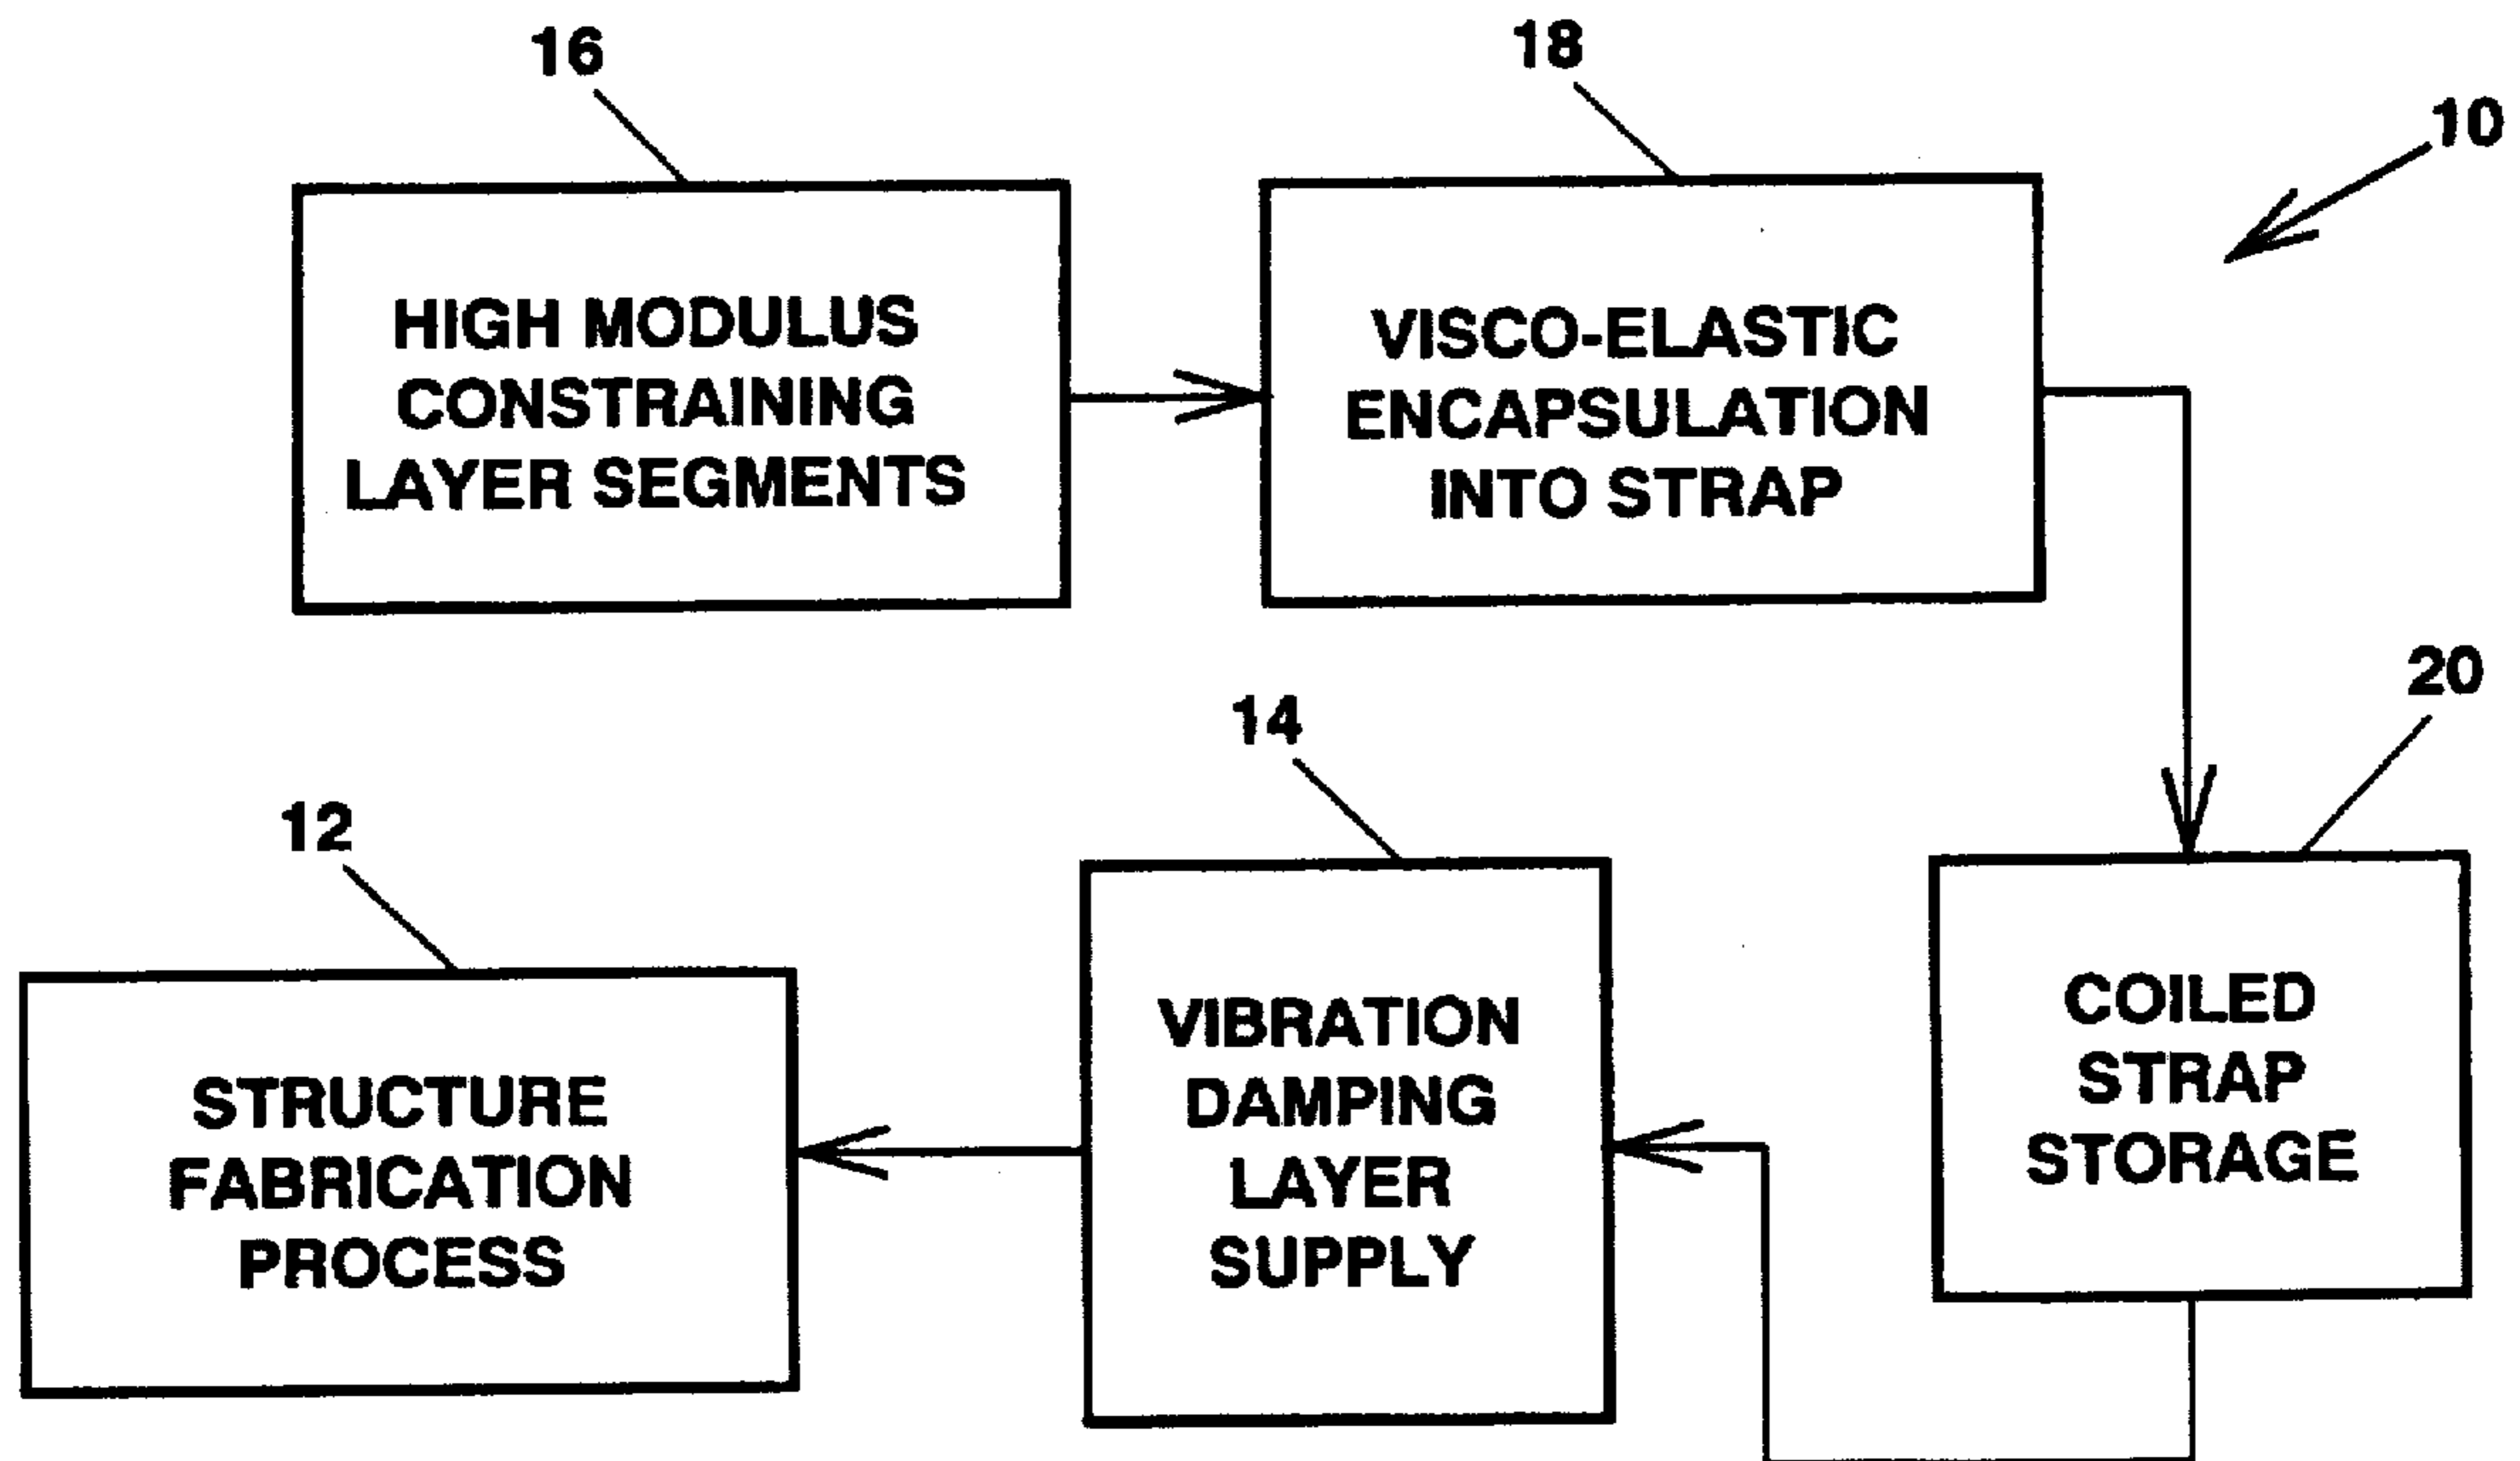 16
18
10
HIGH MODULUS
CONSTRAINING
LAYER SEGMENTS
VISCO-ELASTIC
ENCAPSULATION
INTO STRAP
20
14
12
COILED
STRAP
STORAGE
VIBRATION
DAMPING
LAYER
SUPPLY
STRUCTURE
FABRICATION
PROCESS